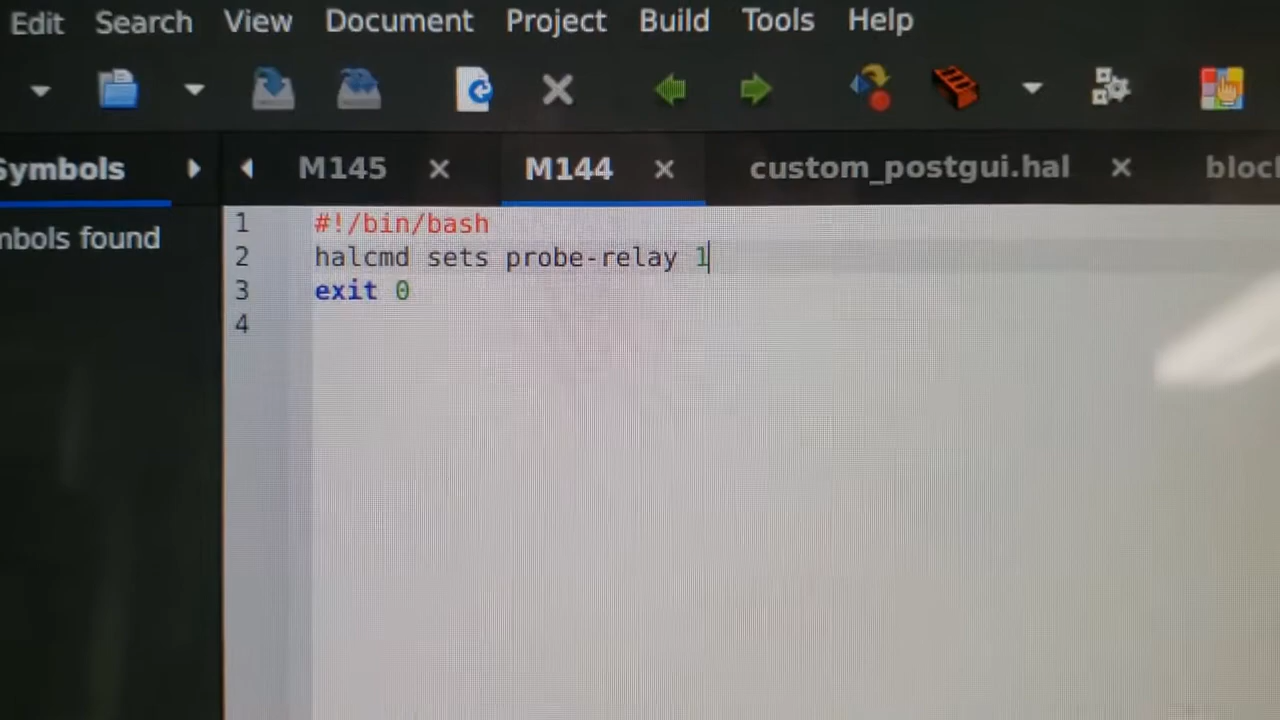 Edit Search View Document Project Build Tools Help
Symbols M145 M144 custom_postgui.hal
found
1 #!/bin/bash
2 halcmd sets probe-relay 1
3 exit 0
4